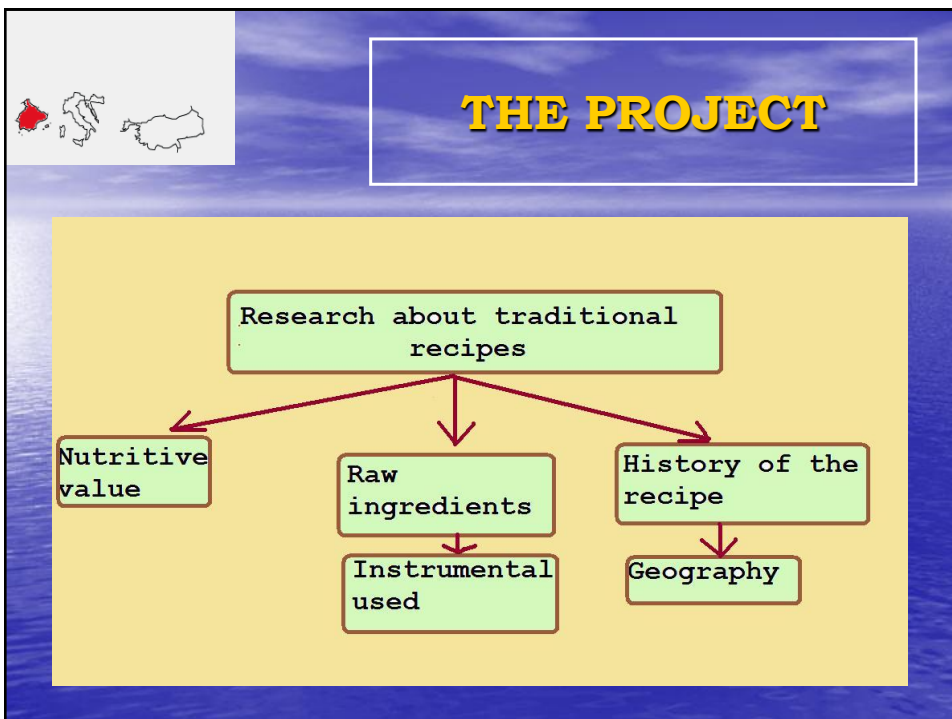 THE PROJECT
Research about traditional
recipes
Nutritive
value
Raw
ingredients
History of the
recipe
Instrumental
used
Geography